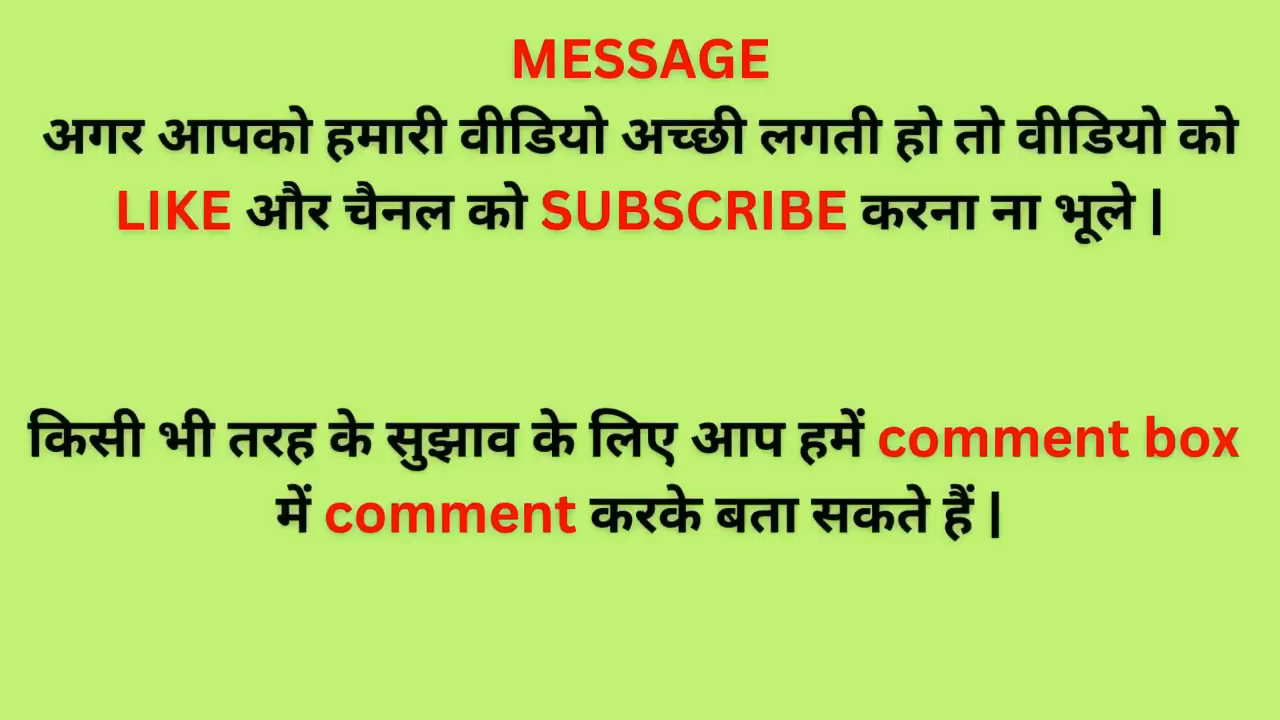 MESSAGE
अगर आपको हमारी वीडियो अच्छी लगती हो तो वीडियो को
LIKE और चैनल को SUBSCRIBE करना ना भूले |
किसी भी तरह के सुझाव के लिए आप हमें comment box
में comment करके बता सकते हैं |